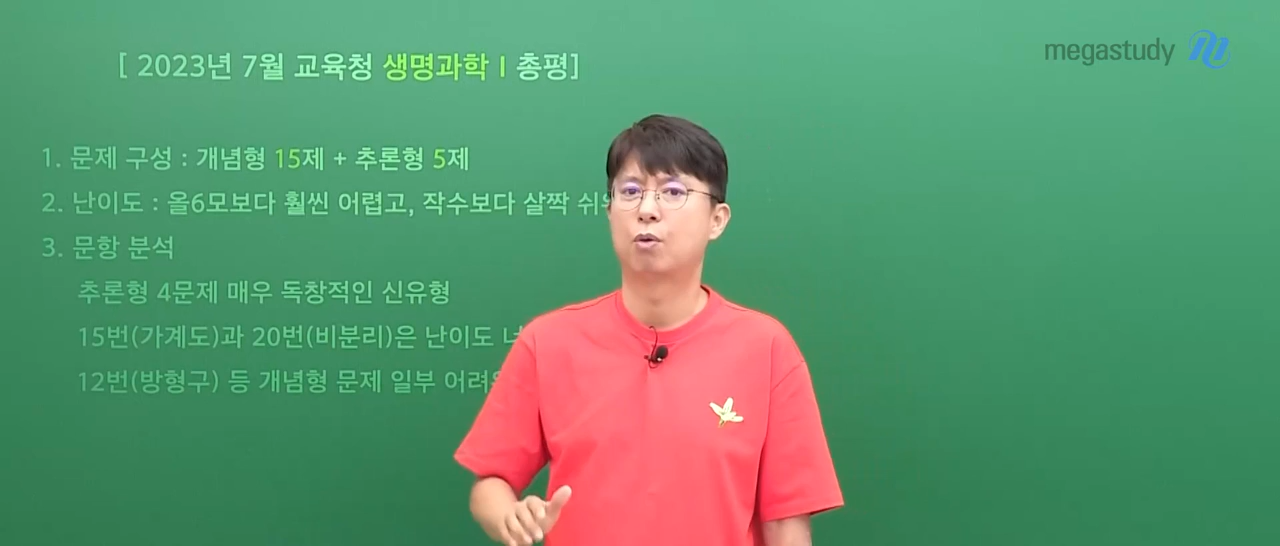 [ 2023년 7월 교육청 생명과학 I 총평]
megastudy
1. 문제 구성 : 개념형 15제 + 추론형 5제
2. 난이도 : 올6모보다 훨씬 어렵고, 작수보다 살짝
3. 문항 분석
추론형 4문제 매우 독창적인 신유형
15번(가계도)과 20번(비분리)은 난이도
12번(방형구) 등 개념형 문제 일부